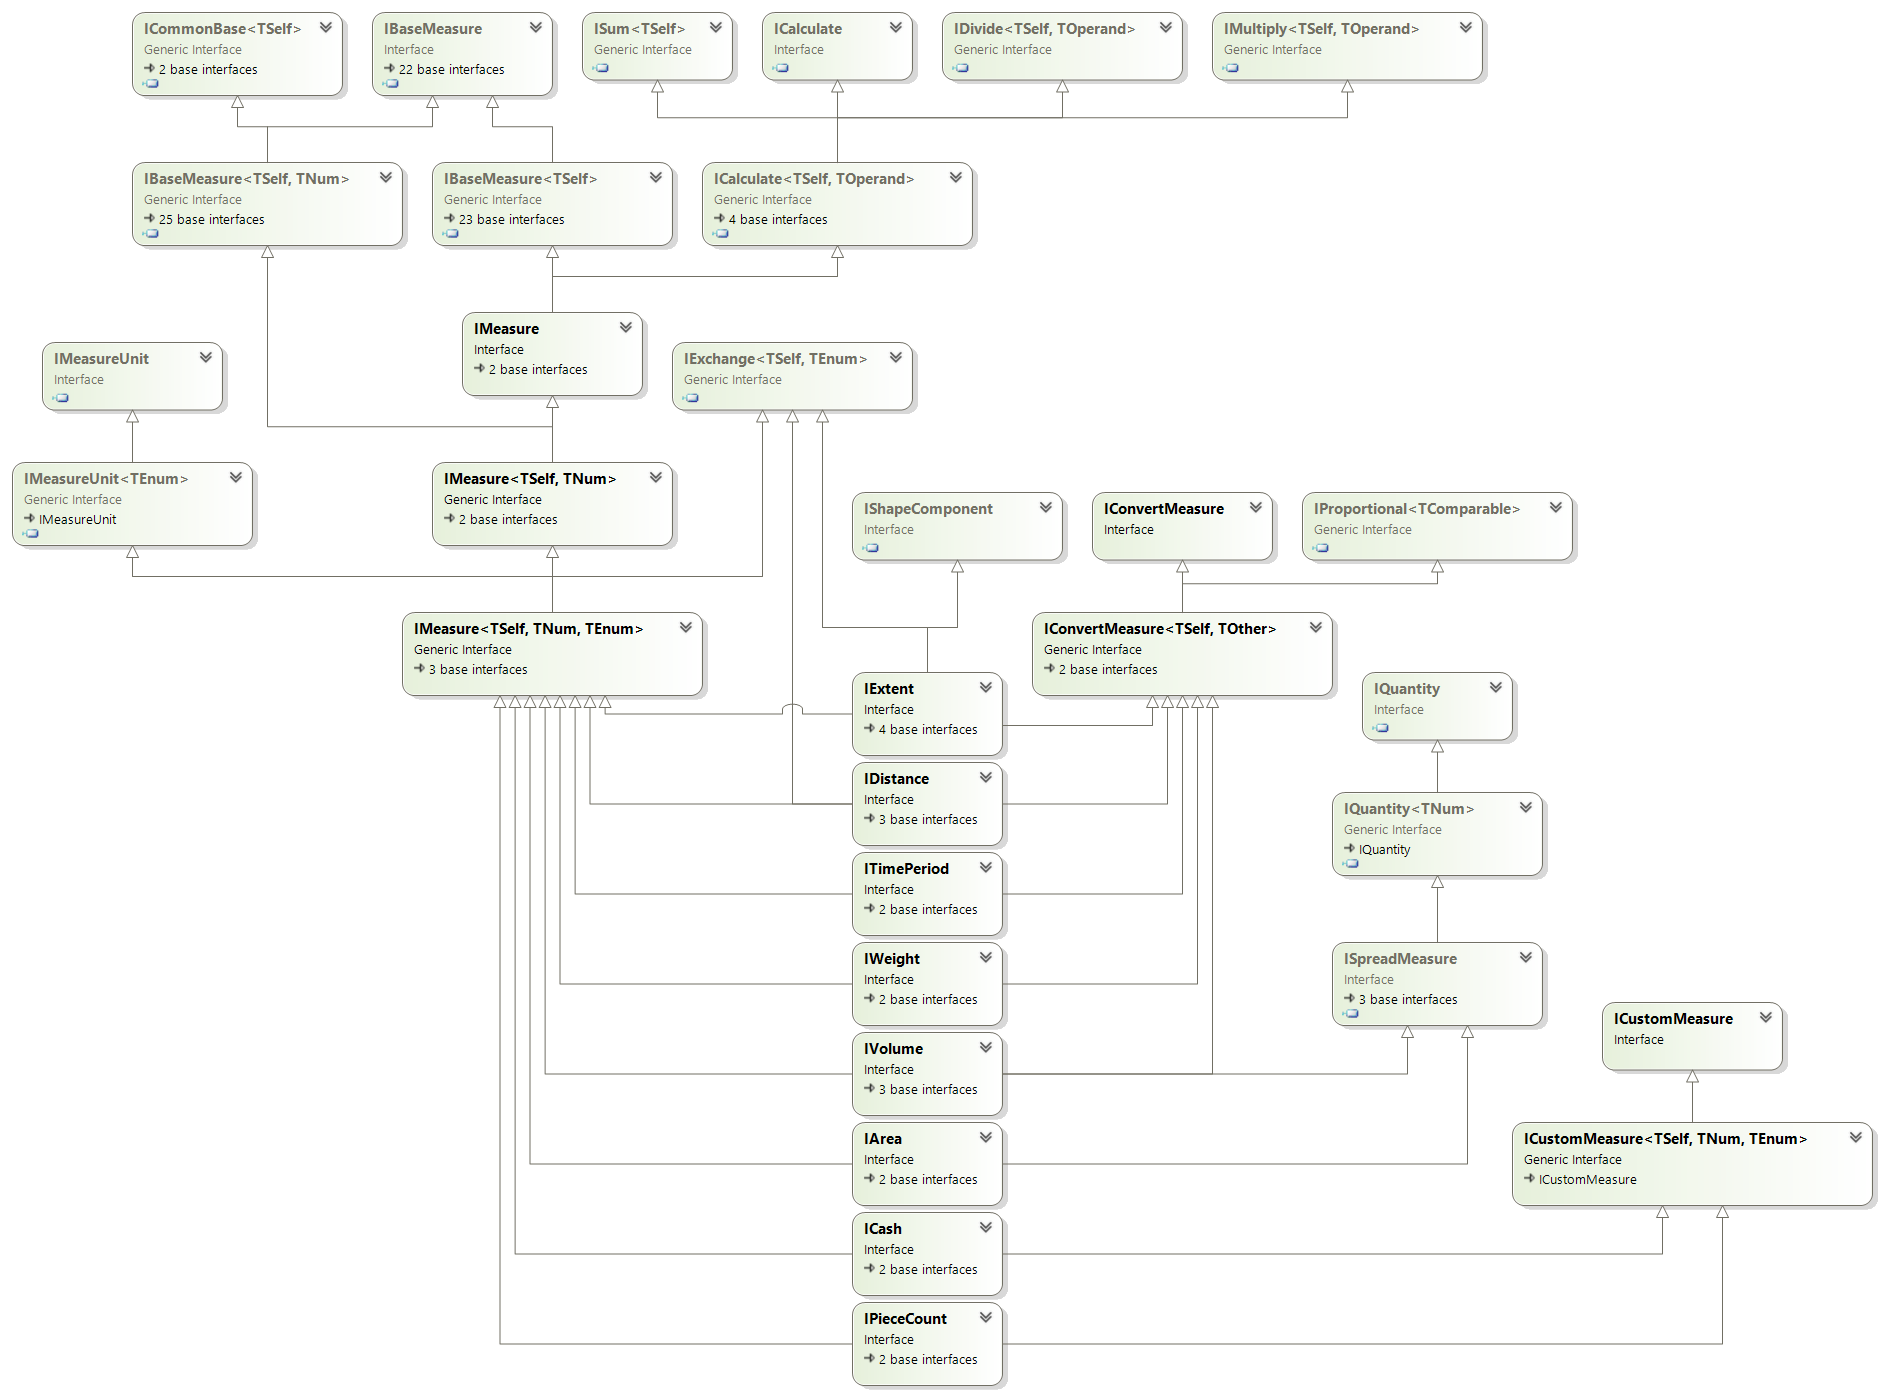 ICommonBase<TSelf>
Generic Interface
2 base interfaces
IBaseMeasure
Interface
22 base interfaces
ISum<TSelf>
Generic Interface
ICalculate
Interface
IDivide<TSelf, TOperand>
Generic Interface
IMultiply<TSelf, TOperand>
Generic Interface
IBaseMeasure<TSelf, TNum>
Generic Interface
25 base interfaces
IBaseMeasure<TSelf>
Generic Interface
23 base interfaces
ICalculate<TSelf, TOperand>
Generic Interface
4 base interfaces
IMeasure
Interface
2 base interfaces
IMeasureUnit
Interface
IExchange<TSelf, TEnum>
Generic Interface
IMeasureUnit<TEnum>
Generic Interface
IMeasureUnit
IMeasure<TSelf, TNum>
Generic Interface
2 base interfaces
IShapeComponent
Interface
IConvertMeasure
Interface
IProportional<TComparable>
Generic Interface
IMeasure<TSelf, TNum, TEnum>
Generic Interface
3 base interfaces
IConvertMeasure<TSelf, TOther>
Generic Interface
2 base interfaces
IExtent
Interface
4 base interfaces
IQuantity
Interface
IDistance
Interface
3 base interfaces
IQuantity<TNum>
Generic Interface
IQuantity
ITimePeriod
Interface
2 base interfaces
IWeight
Interface
2 base interfaces
ISpreadMeasure
Interface
3 base interfaces
ICustomMeasure
Interface
IVolume
Interface
3 base interfaces
IArea
Interface
2 base interfaces
ICustomMeasure<TSelf, TNum, TEnum>
Generic Interface
ICustomMeasure
ICash
Interface
2 base interfaces
IPieceCount
Interface
2 base interfaces